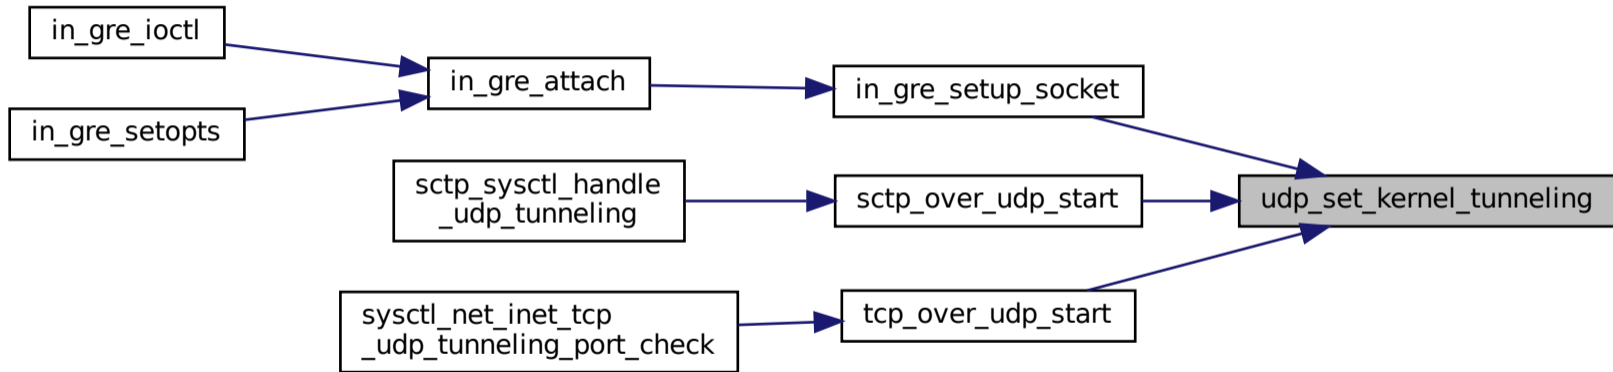 in_gre_ioctl
in_gre_attach
in_gre_setup_socket
in_gre_setopts
sctp_sysctl_handle
_udp_tunneling
sctp_over_udp_start
udp_set_kernel_tunneling
sysctl_net_inet_tcp
_udp_tunneling_port_check
tcp_over_udp_start